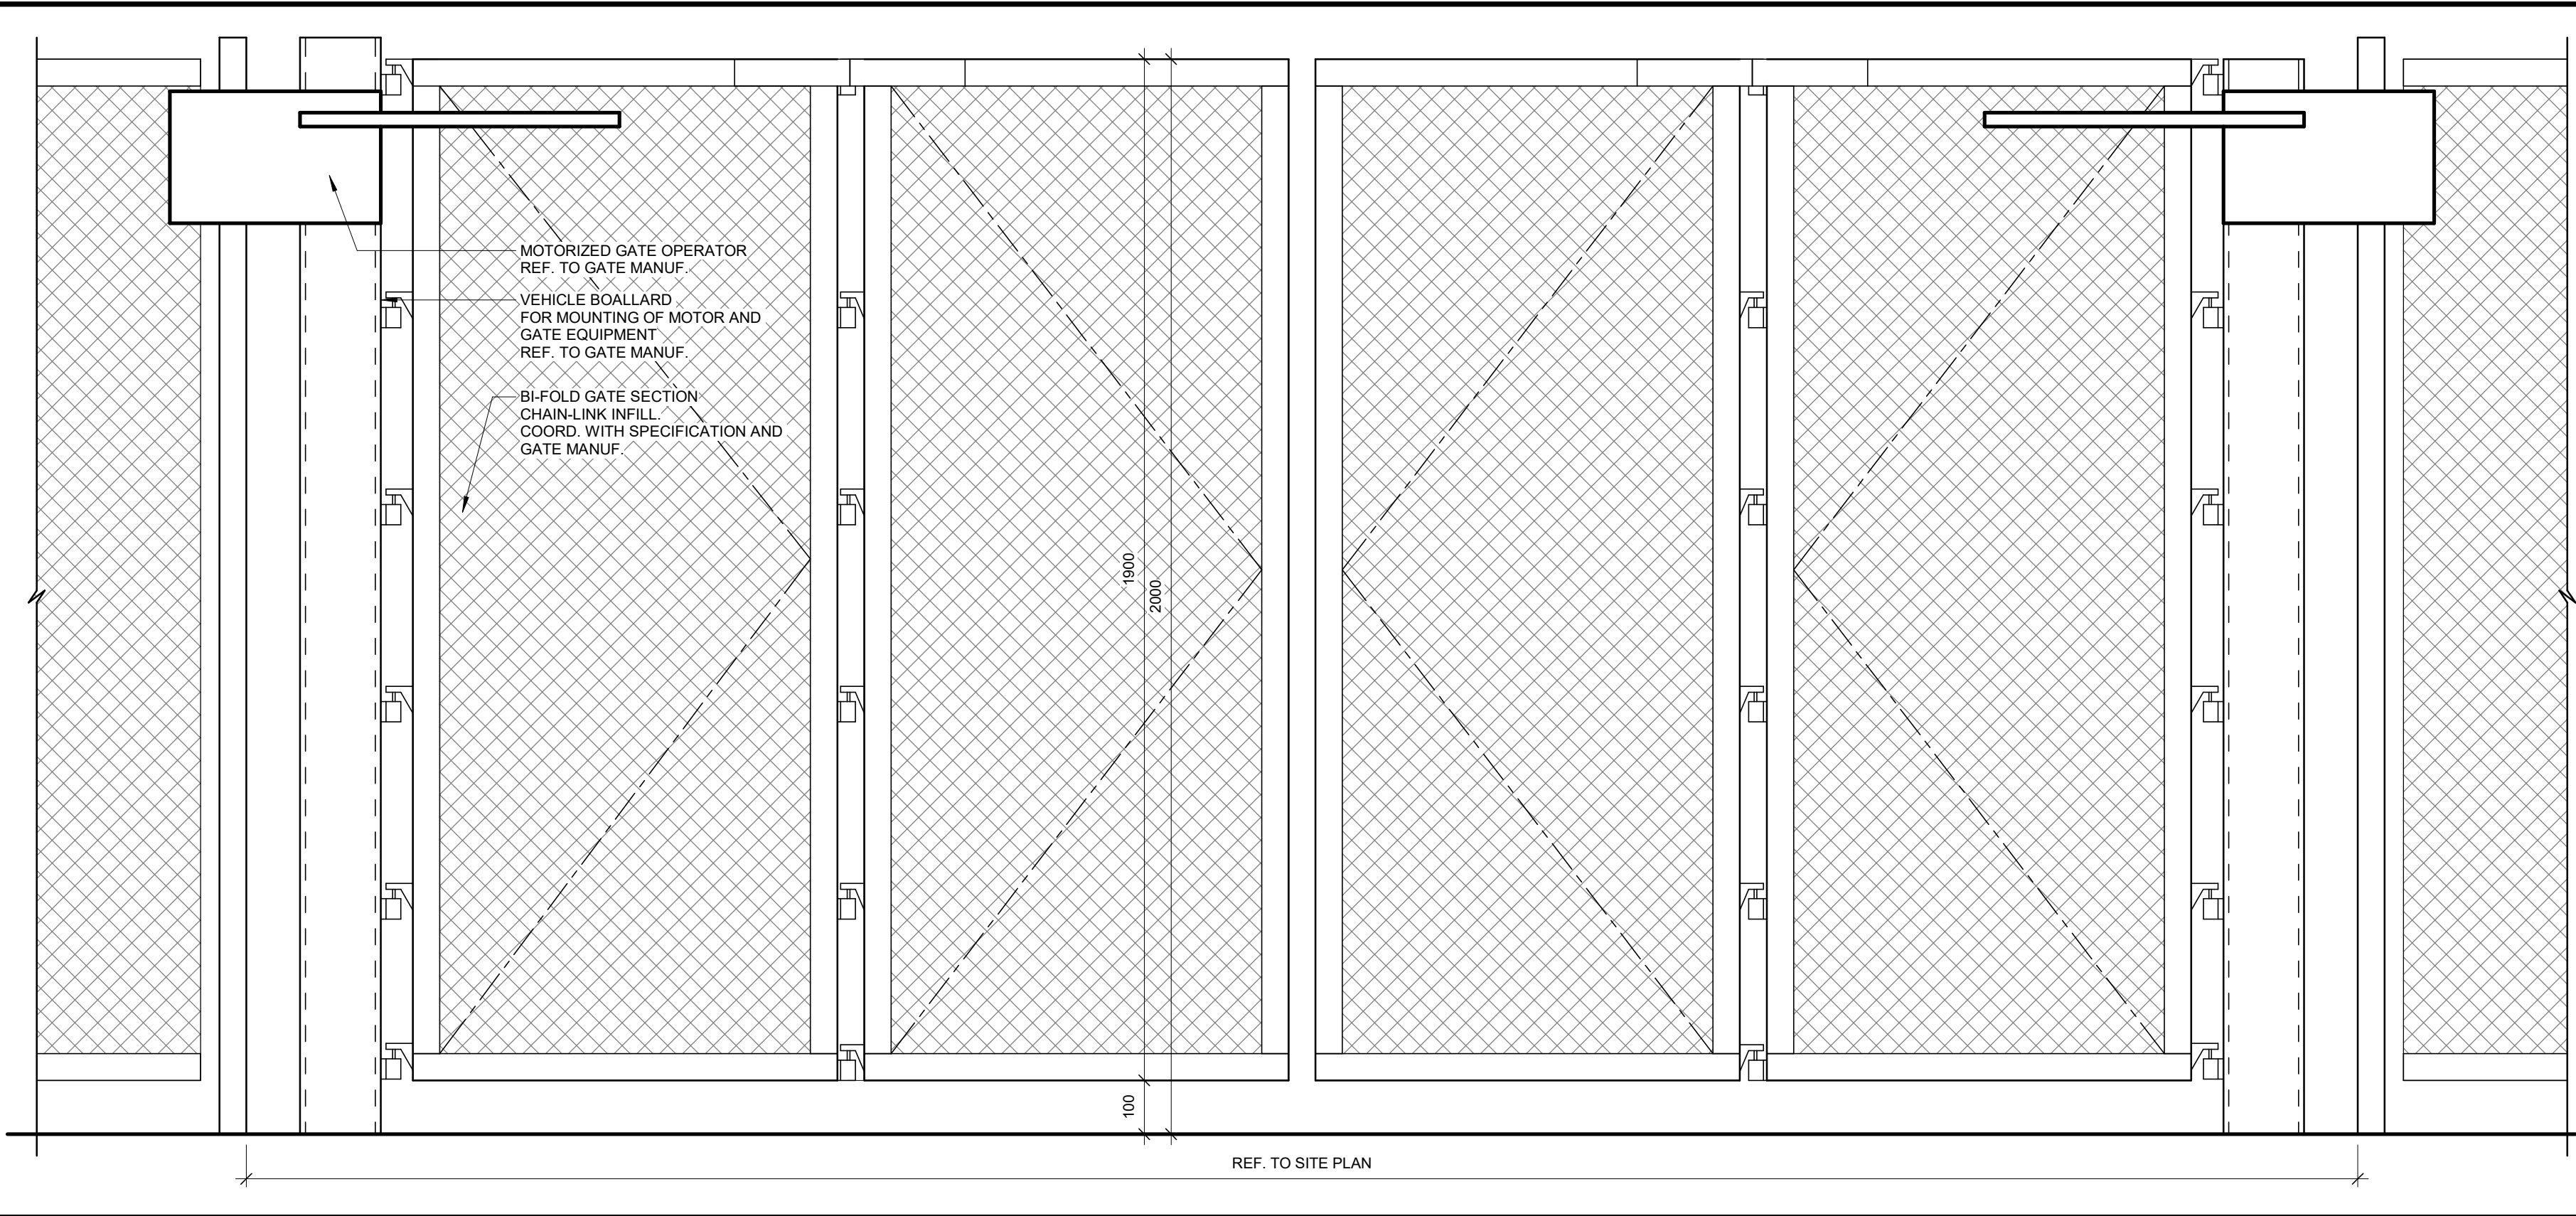 MOTORIZED GATE OPERATOR
REF. TO GATE MANUF.
VEHICLE BOALLARD
FOR MOUNTING OF MOTOR AND
GATE EQUIPMENT
REF. TO GATE MANUF.
BI-FOLD GATE SECTION
CHAIN-LINK INFILL.
COORD. WITH SPECIFICATION AND
GATE MANUF.
1900
2000
100
REF. TO SITE PLAN